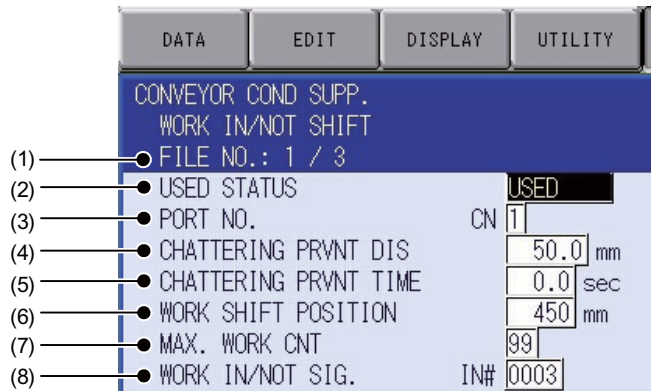 DATA EDIT DISPLAY UTILITY
CONVEYOR COND SUPP.
WORK IN/NOT SHIFT
(1) FILE NO.: 1 / 3
(2) USED STATUS USED
(3) PORT NO. CN 1
(4) CHATTERING PRVNT DIS 50.0 mm
(5) CHATTERING PRVNT TIME 0.0 sec
(6) WORK SHIFT POSITION 450 mm
(7) MAX. WORK CNT 99
(8) WORK IN/NOT SIG. IN# 0003